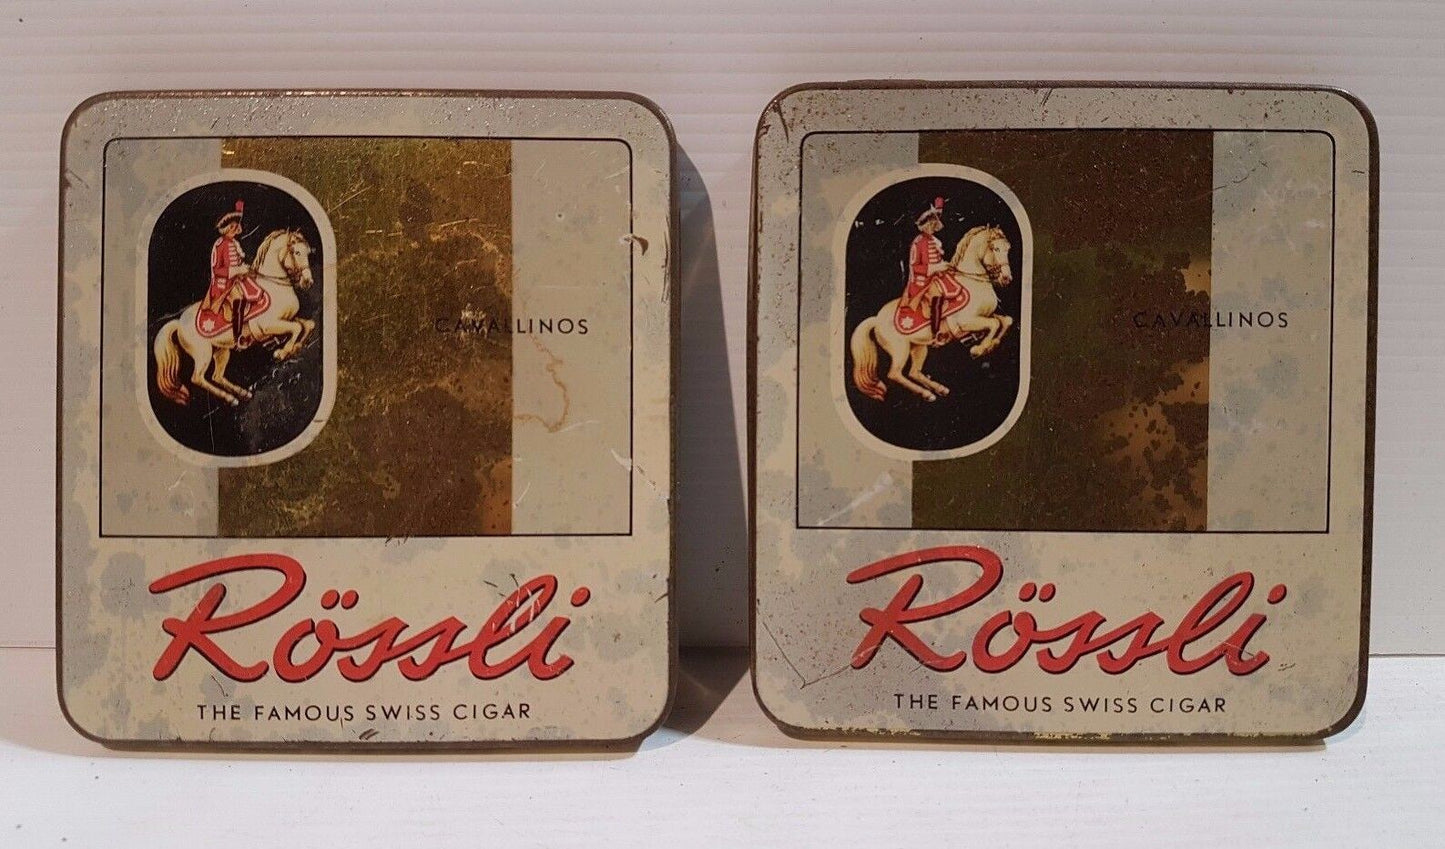 CAVALLINOS
Rössli
THE FAMOUS SWISS CIGAR
CAVALLINOS
Rössli
THE FAMOUS SWISS CIGAR